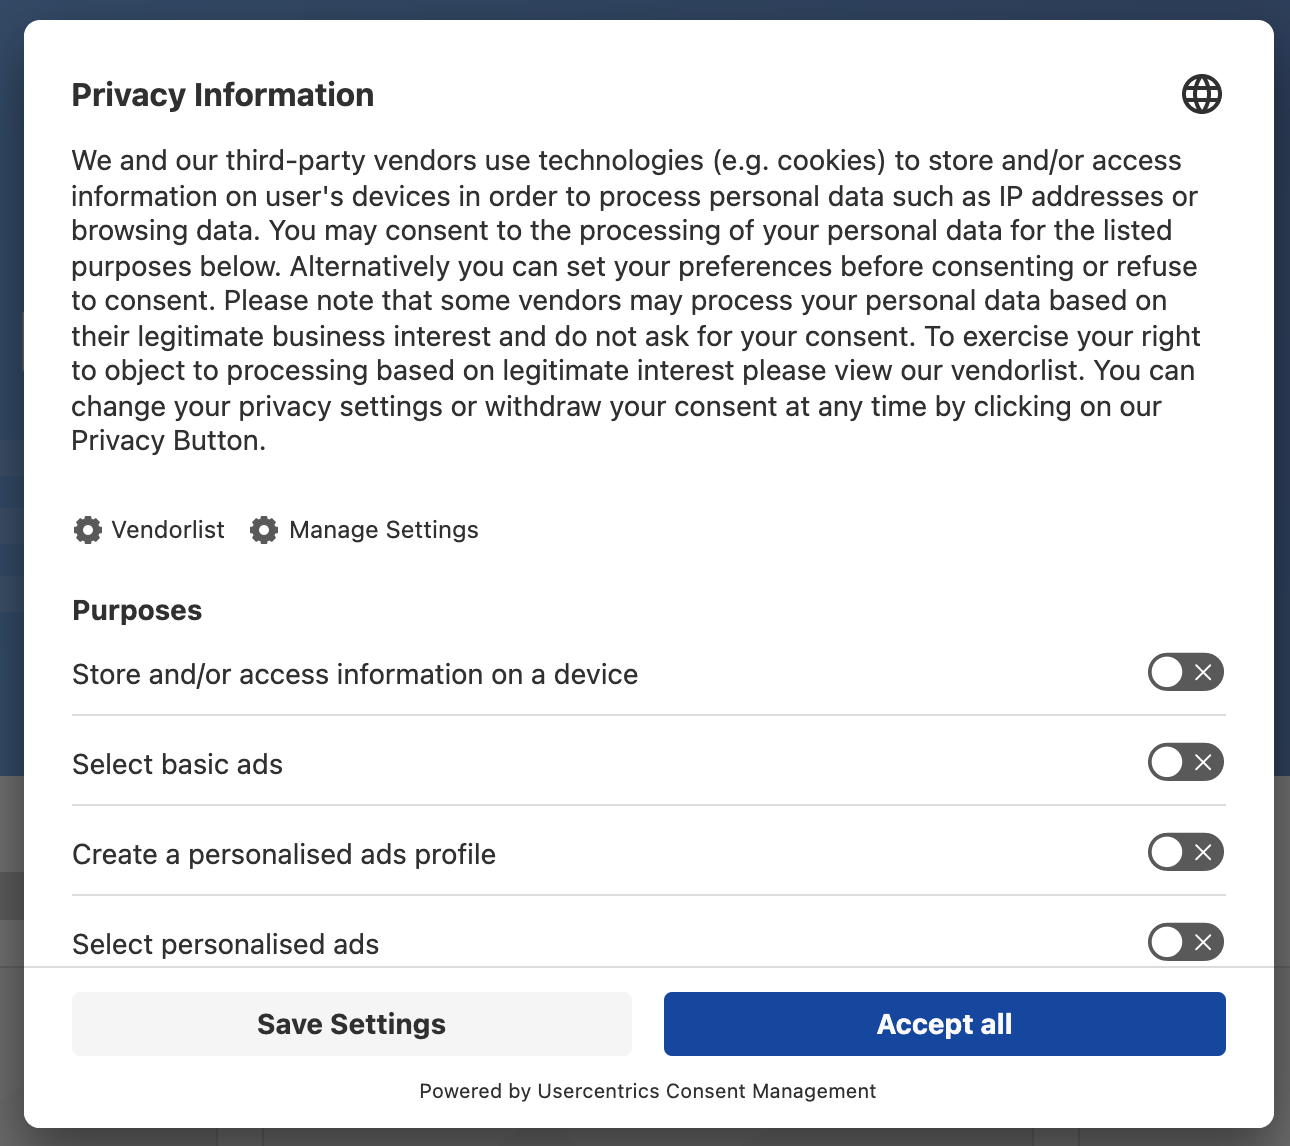 Privacy Information
We and our third-party vendors use technologies (e.g. cookies) to store and/or access
information on user's devices in order to process personal data such as IP addresses or
browsing data. You may consent to the processing of your personal data for the listed
purposes below. Alternatively you can set your preferences before consenting or refuse
to consent. Please note that some vendors may process your personal data based on
their legitimate business interest and do not ask for your consent. To exercise your right
to object to processing based on legitimate interest please view our vendorlist. You can
change your privacy settings or withdraw your consent at any time by clicking on our
Privacy Button.
Vendorlist Manage Settings
Purposes
Store and/or access information on a device
Select basic ads
Create a personalised ads profile
Select personalised ads
Save Settings Accept all
Powered by Usercentrics Consent Management